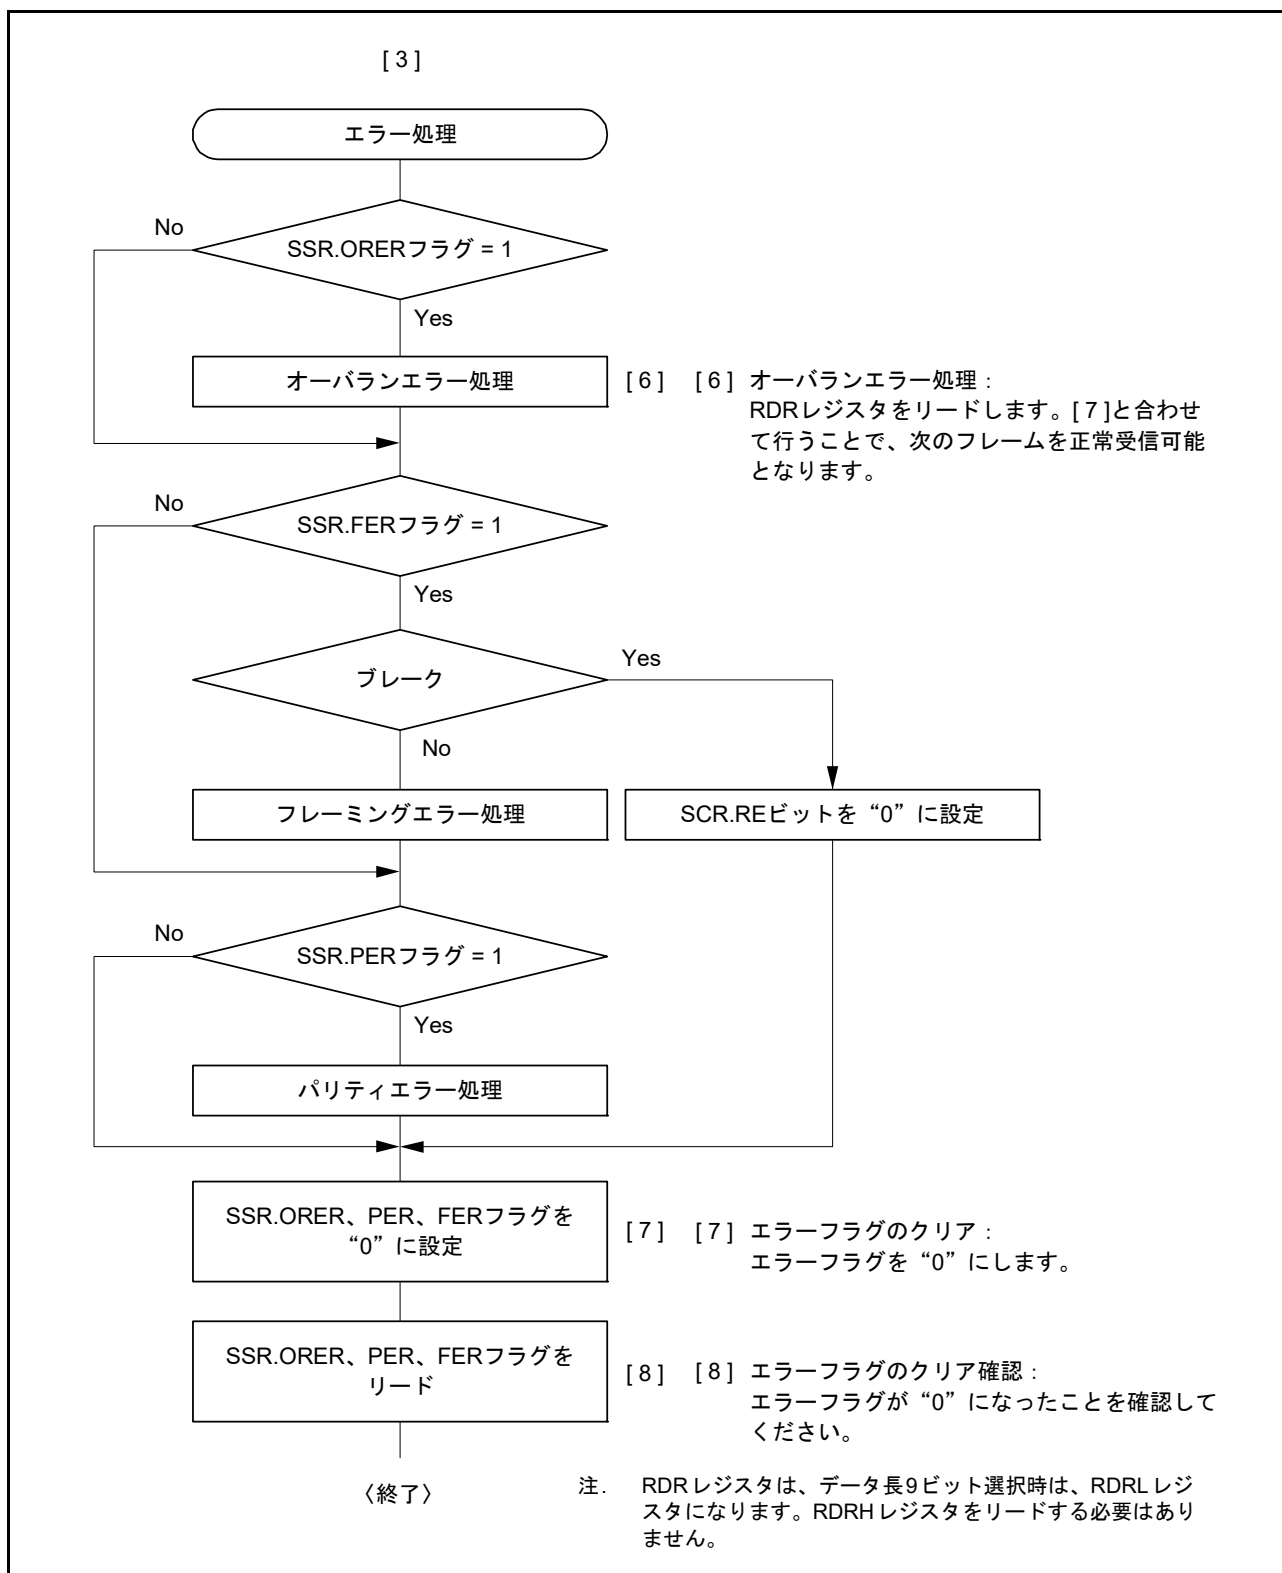 [ 3 ]
エラー処理
No
SSR.ORERフラグ = 1
Yes
オーバランエラー処理
[ 6 ]
[ 6 ] オーバランエラー処理：
RDRレジスタをリードします。[ 7 ]と合わせ
て行うことで、次のフレームを正常受信可能
となります。
No
SSR.FERフラグ = 1
Yes
ブレーク
Yes
No
フレーミングエラー処理
SCR.REビットを“0”に設定
No
SSR.PERフラグ = 1
Yes
パリティエラー処理
SSR.ORER、PER、FERフラグを
“0”に設定
[ 7 ]
[ 7 ] エラーフラグのクリア：
エラーフラグを“0”にします。
SSR.ORER、PER、FERフラグを
リード
[ 8 ]
[ 8 ] エラーフラグのクリア確認：
エラーフラグが“0”になったことを確認して
ください。
〈終了〉
注. RDRレジスタは、データ長9ビット選択時は、RDRLレジ
スタになります。RDRHレジスタをリードする必要はあり
ません。